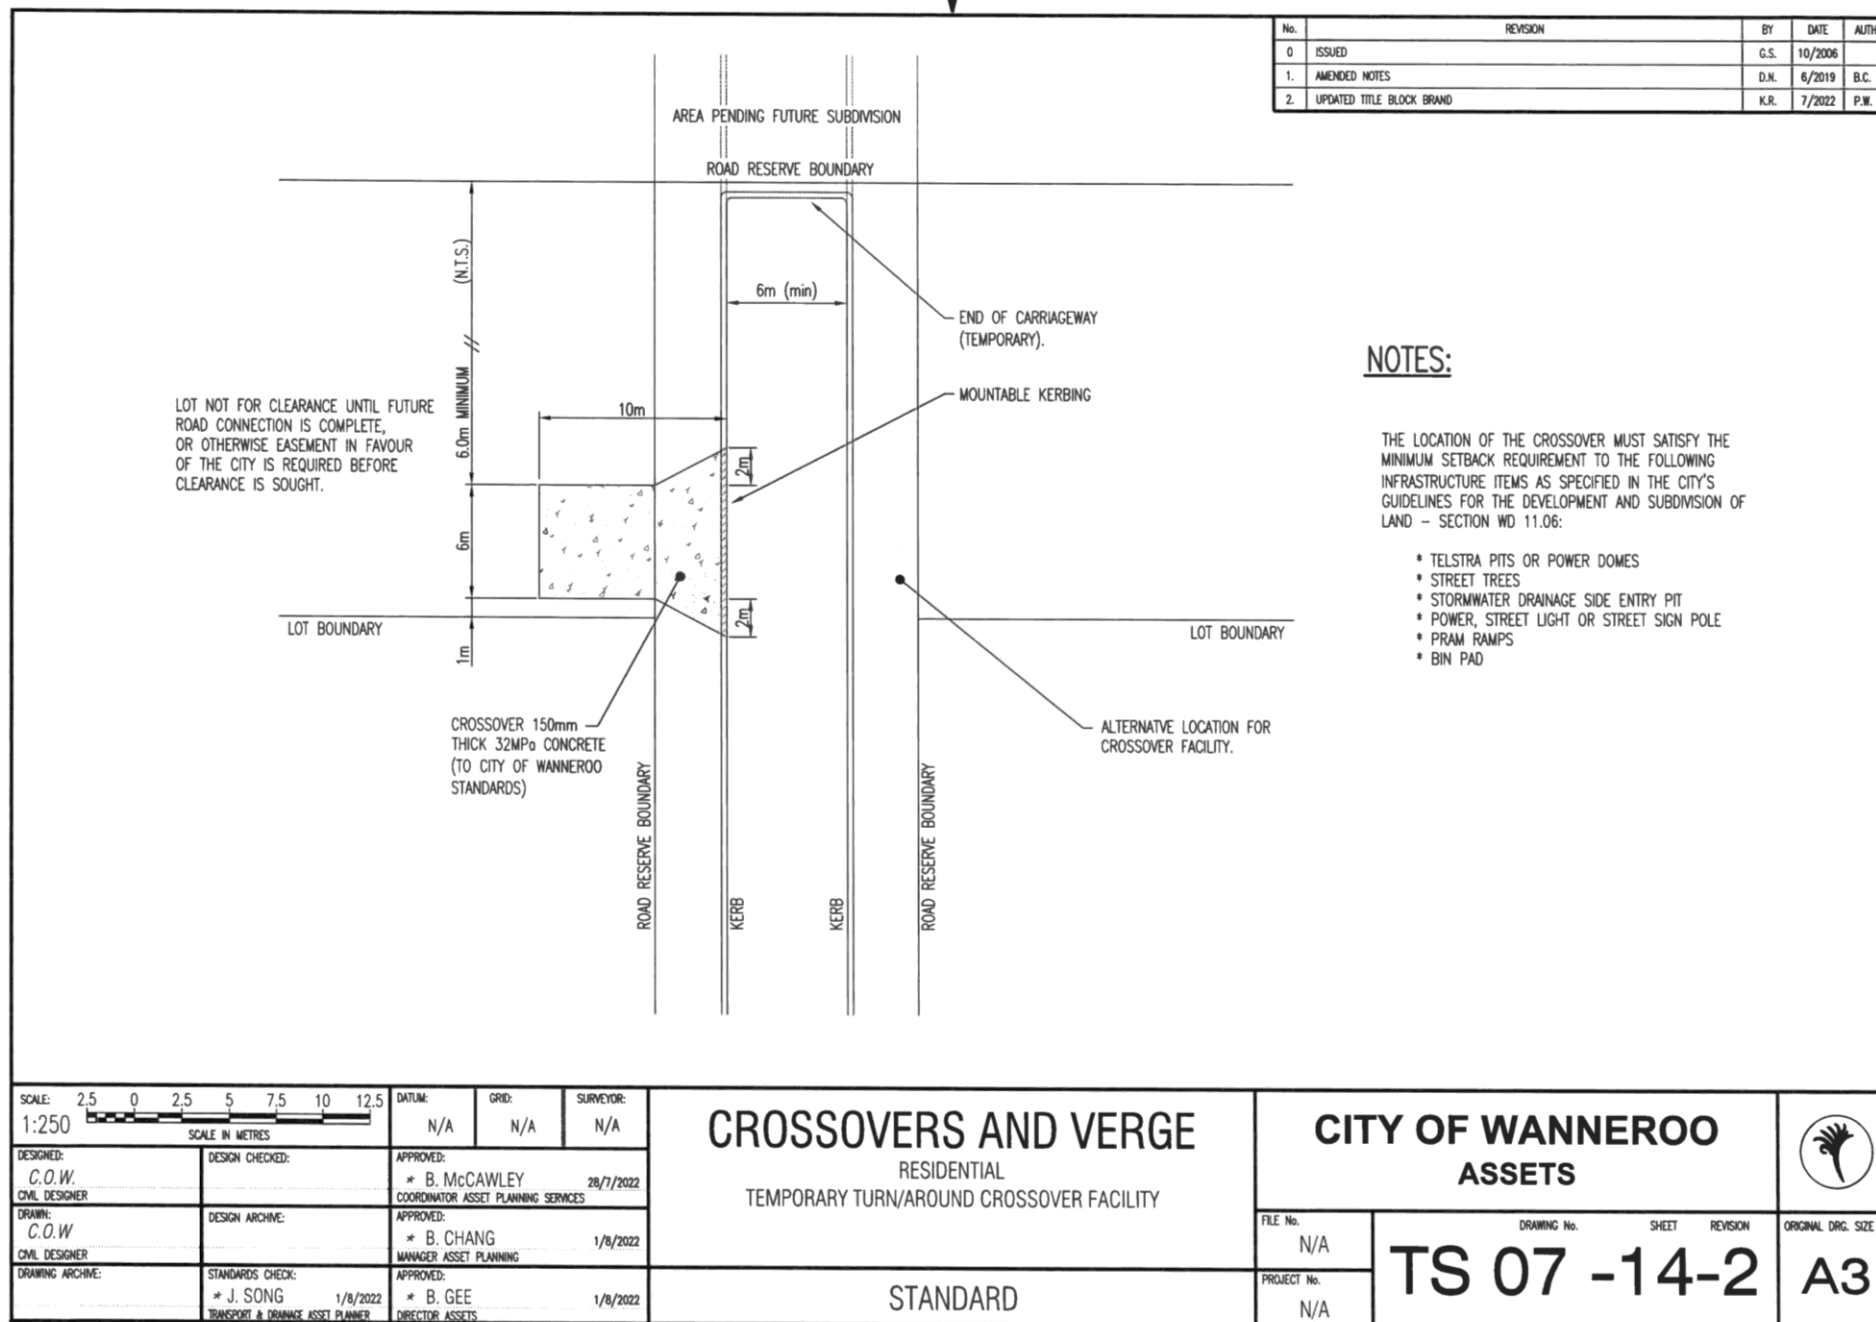 No. REVISION BY DATE AUTH
0 ISSUED G.S. 10/2006
1. AMENDED NOTES D.N. 6/2019 B.C.
2. UPDATED TITLE BLOCK BRAND K.R. 7/2022 P.W.
AREA PENDING FUTURE SUBDIVISION
ROAD RESERVE BOUNDARY
(N.T.S.)
6m (min)
END OF CARRIAGEWAY
(TEMPORARY).
MOUNTABLE KERBING
6.0m MINIMUM
10m
LOT NOT FOR CLEARANCE UNTIL FUTURE
ROAD CONNECTION IS COMPLETE,
OR OTHERWISE EASEMENT IN FAVOUR
OF THE CITY IS REQUIRED BEFORE
CLEARANCE IS SOUGHT.
2m
6m
2m
1m
LOT BOUNDARY
LOT BOUNDARY
CROSSOVER 150mm
THICK 32MPa CONCRETE
(TO CITY OF WANNEROO
STANDARDS)
ALTERNATIVE LOCATION FOR
CROSSOVER FACILITY.
ROAD RESERVE BOUNDARY
KERB
KERB
ROAD RESERVE BOUNDARY
NOTES:
THE LOCATION OF THE CROSSOVER MUST SATISFY THE
MINIMUM SETBACK REQUIREMENT TO THE FOLLOWING
INFRASTRUCTURE ITEMS AS SPECIFIED IN THE CITY'S
GUIDELINES FOR THE DEVELOPMENT AND SUBDIVISION OF
LAND – SECTION WD 11.06:
* TELSTRA PITS OR POWER DOMES
* STREET TREES
* STORMWATER DRAINAGE SIDE ENTRY PIT
* POWER, STREET LIGHT OR STREET SIGN POLE
* PRAM RAMPS
* BIN PAD
SCALE: 2.5 0 2.5 5 7.5 10 12.5
1:250
SCALE IN METRES
DATUM: N/A
GRID: N/A
SURVEYOR: N/A
DESIGNED:
C.O.W.
CIVIL DESIGNER
DESIGN CHECKED:
APPROVED:
* B. McCAWLEY 28/7/2022
COORDINATOR ASSET PLANNING SERVICES
DRAWN:
C.O.W
CIVIL DESIGNER
DESIGN ARCHIVE:
APPROVED:
* B. CHANG 1/8/2022
MANAGER ASSET PLANNING
DRAWING ARCHIVE:
STANDARDS CHECK:
* J. SONG 1/8/2022
TRANSPORT & DRAINAGE ASSET PLANNER
APPROVED:
* B. GEE 1/8/2022
DIRECTOR ASSETS
CROSSOVERS AND VERGE
RESIDENTIAL
TEMPORARY TURN/AROUND CROSSOVER FACILITY
STANDARD
CITY OF WANNEROO
ASSETS
FILE No.
N/A
PROJECT No.
N/A
DRAWING No. SHEET REVISION
TS 07 -14-2
ORIGINAL DRG. SIZE
A3